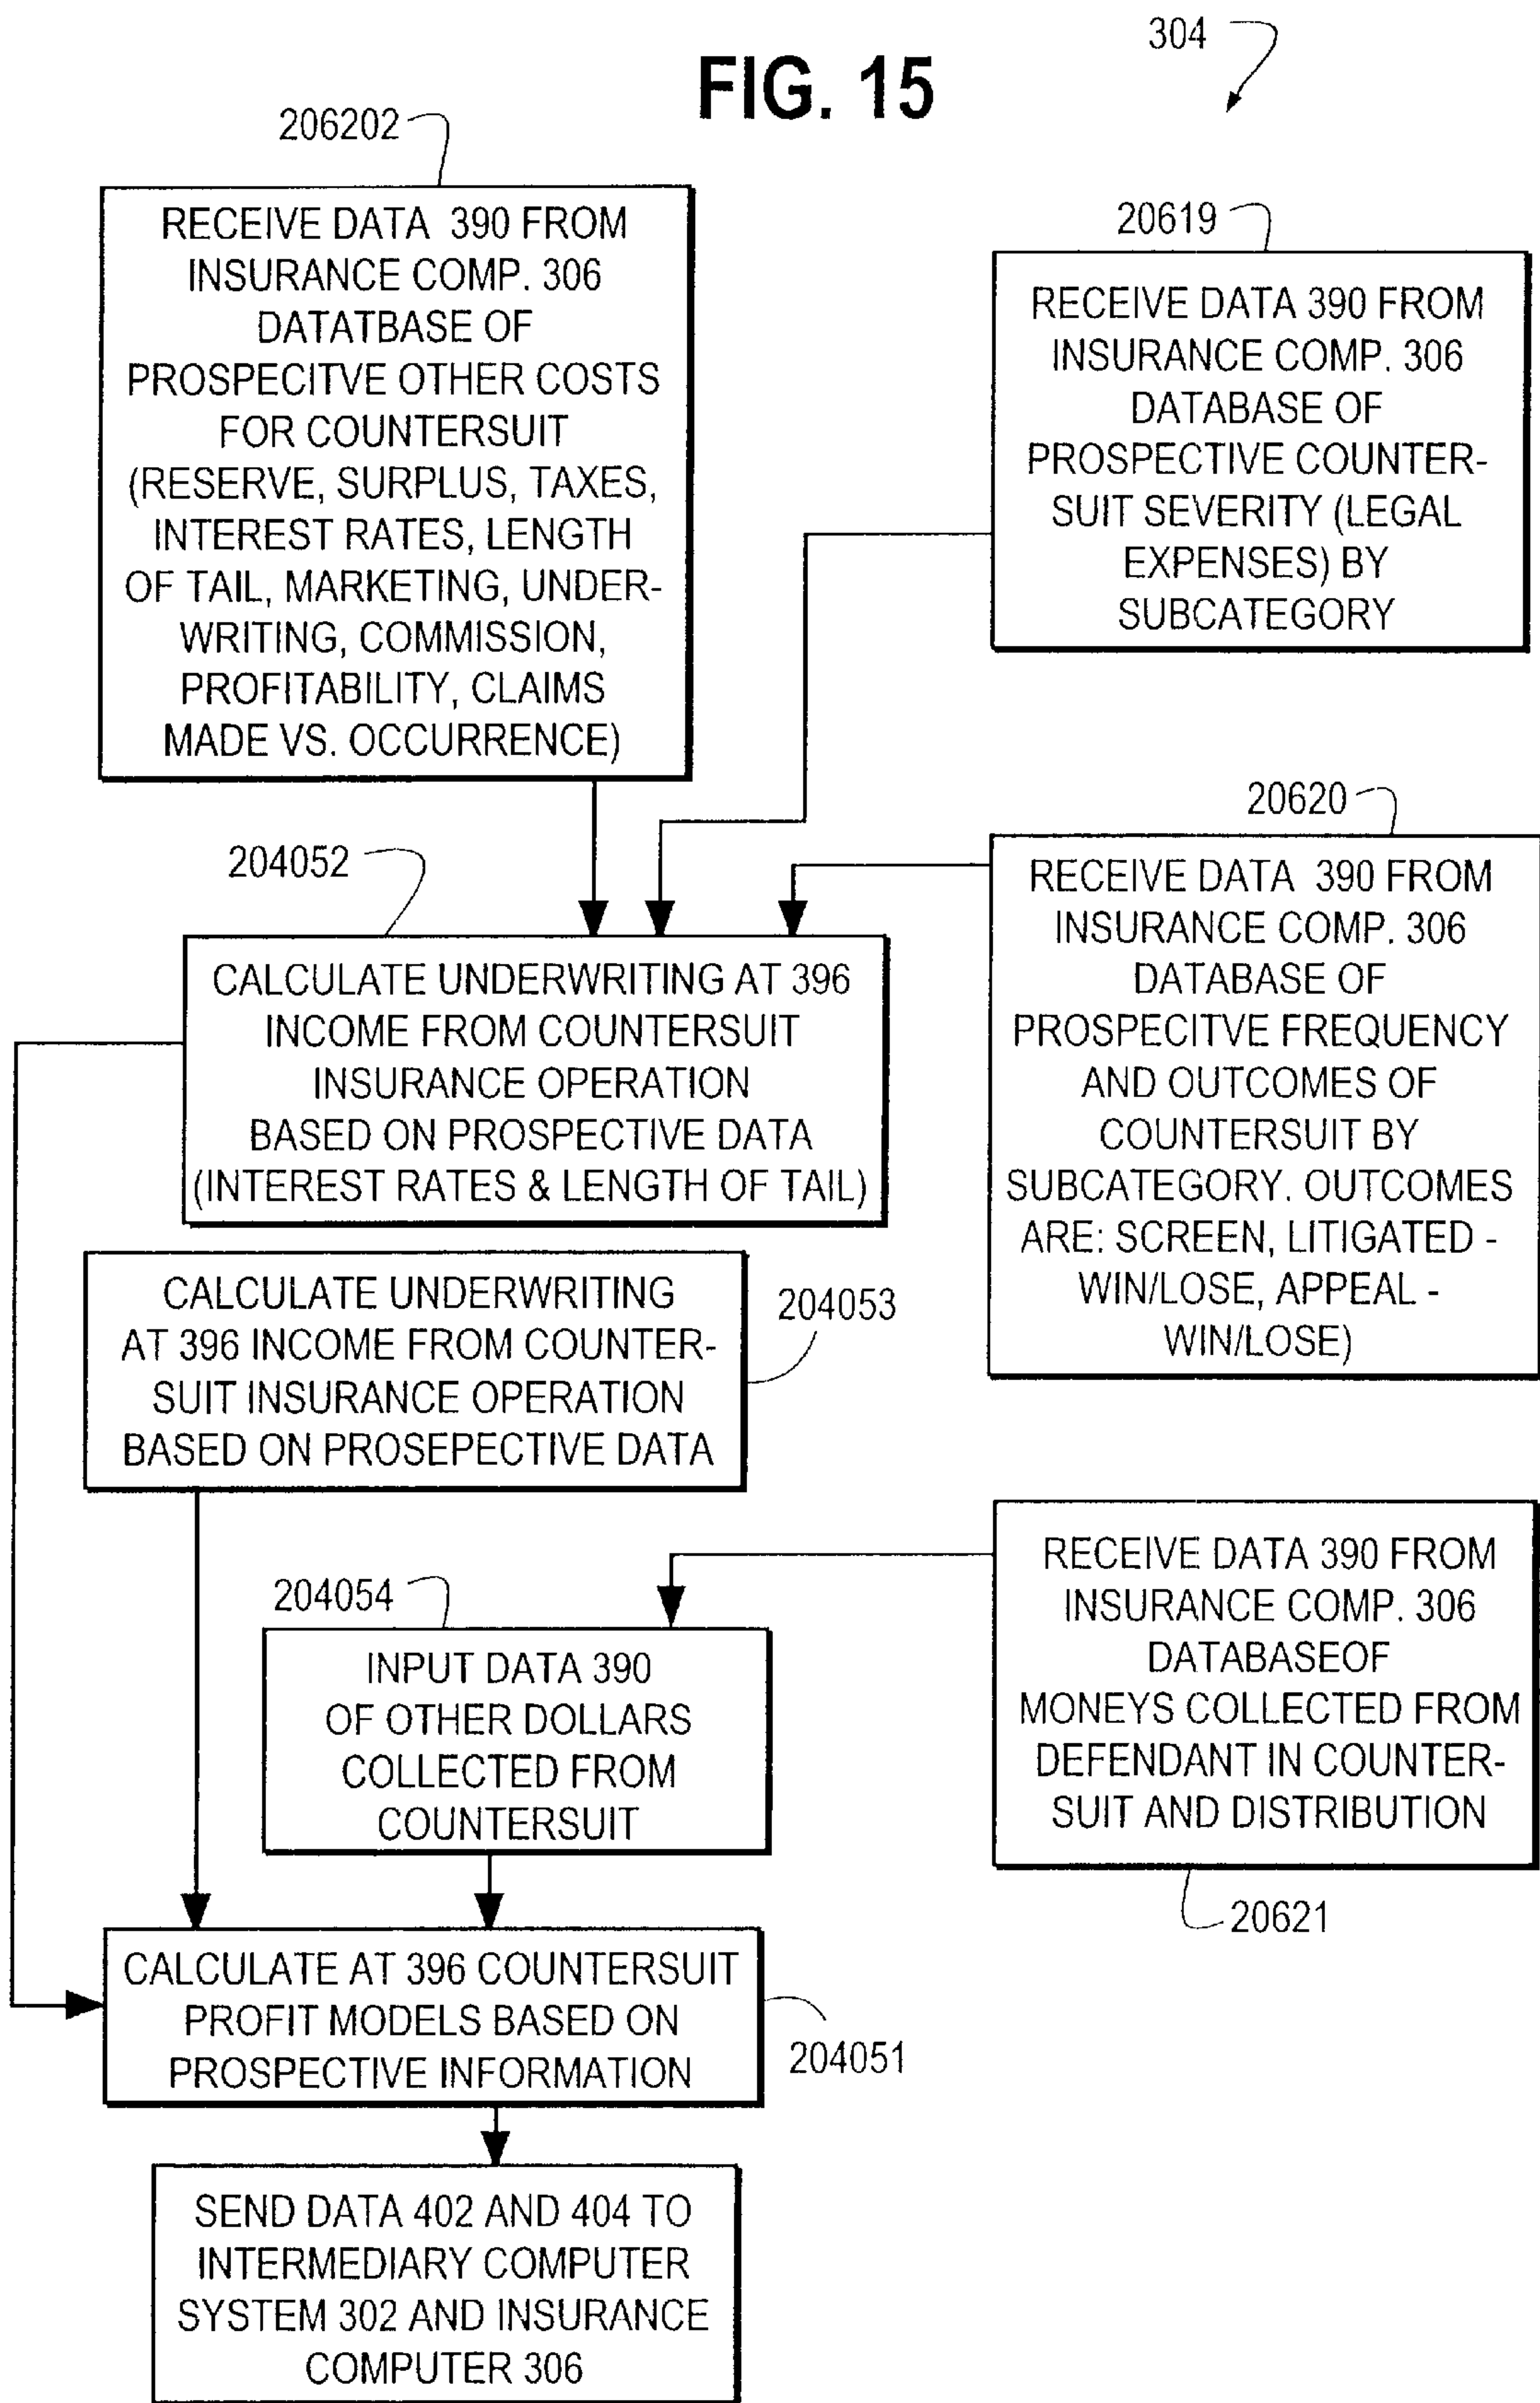 304
FIG. 15
206202
RECEIVE DATA 390 FROM
INSURANCE COMP. 306
DATATBASE OF
PROSPECITVE OTHER COSTS
FOR COUNTERSUIT
(RESERVE, SURPLUS, TAXES,
INTEREST RATES, LENGTH
OF TAIL, MARKETING, UNDER-
WRITING, COMMISSION,
PROFITABILITY, CLAIMS
MADE VS. OCCURRENCE)
20619
RECEIVE DATA 390 FROM
INSURANCE COMP. 306
DATABASE OF
PROSPECTIVE COUNTER-
SUIT SEVERITY (LEGAL
EXPENSES) BY
SUBCATEGORY
20620
RECEIVE DATA 390 FROM
INSURANCE COMP. 306
DATABASE OF
PROSPECITVE FREQUENCY
AND OUTCOMES OF
COUNTERSUIT BY
SUBCATEGORY. OUTCOMES
ARE: SCREEN, LITIGATED -
WIN/LOSE, APPEAL -
WIN/LOSE)
204052
CALCULATE UNDERWRITING AT 396
INCOME FROM COUNTERSUIT
INSURANCE OPERATION
BASED ON PROSPECTIVE DATA
(INTEREST RATES & LENGTH OF TAIL)
CALCULATE UNDERWRITING
AT 396 INCOME FROM COUNTER-
SUIT INSURANCE OPERATION
BASED ON PROSEPECTIVE DATA
204053
204054
INPUT DATA 390
OF OTHER DOLLARS
COLLECTED FROM
COUNTERSUIT
RECEIVE DATA 390 FROM
INSURANCE COMP. 306
DATABASEOF
MONEYS COLLECTED FROM
DEFENDANT IN COUNTER-
SUIT AND DISTRIBUTION
20621
CALCULATE AT 396 COUNTERSUIT
PROFIT MODELS BASED ON
PROSPECTIVE INFORMATION
204051
SEND DATA 402 AND 404 TO
INTERMEDIARY COMPUTER
SYSTEM 302 AND INSURANCE
COMPUTER 306